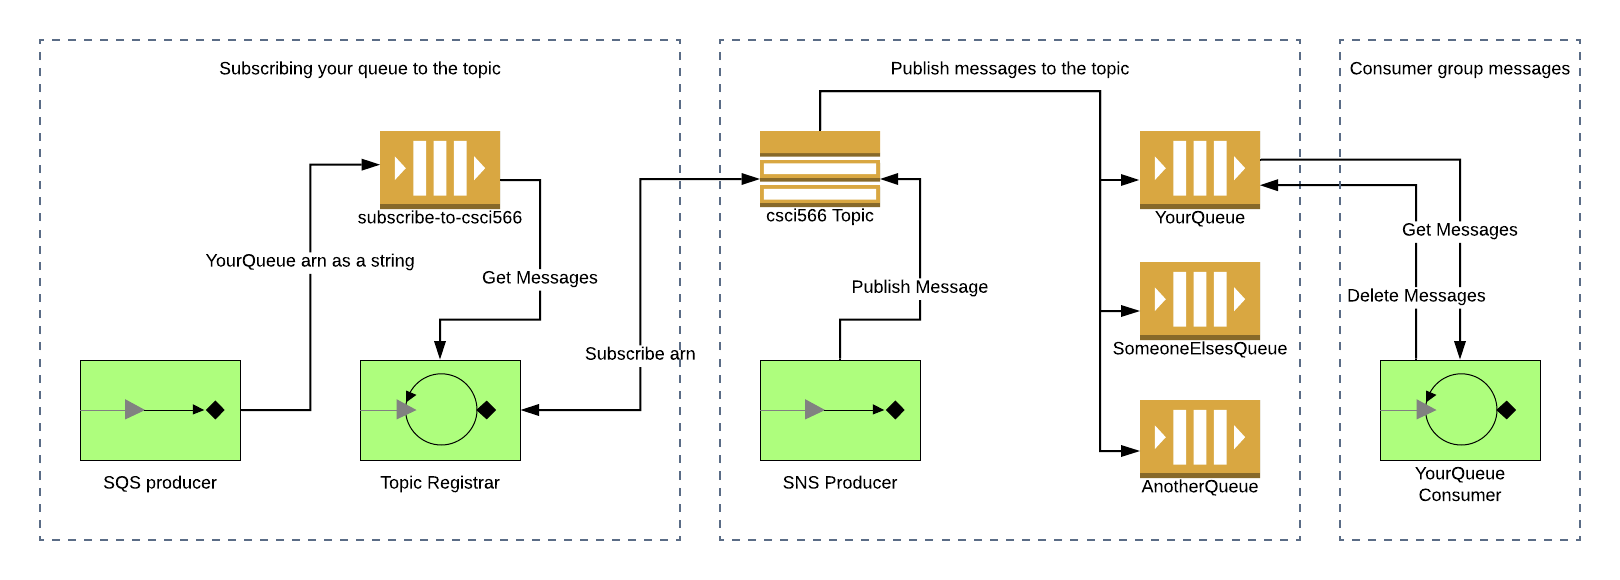 Subscribing your queue to the topic
subscribe-to-csci566
YourQueue arn as a string
Get Messages
Subscribe arn
SQS producer
Topic Registrar
Publish messages to the topic
csci566 Topic
Publish Message
SNS Producer
YourQueue
SomeoneElsesQueue
AnotherQueue
Consumer group messages
Get Messages
Delete Messages
YourQueue
Consumer